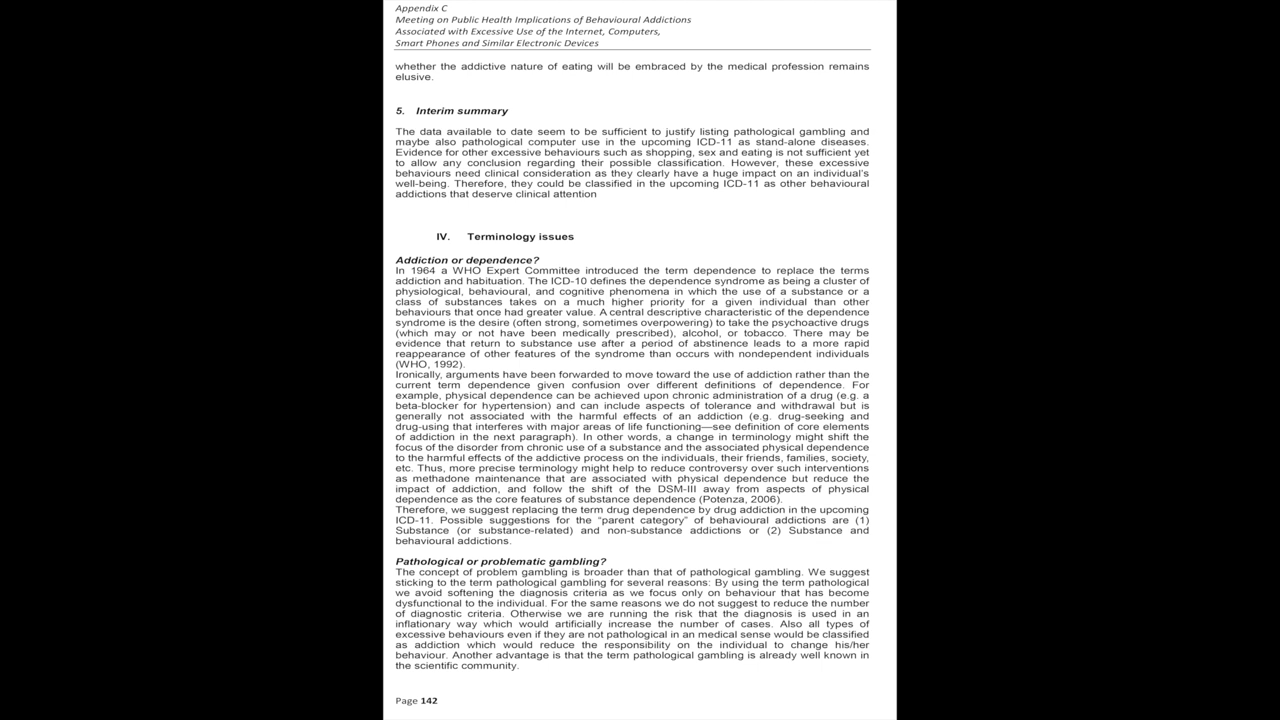 Appendix C
Meeting on Public Health Implications of Behavioural Addictions
Associated with Excessive Use of the Internet, Computers,
Smart Phones and Similar Electronic Devices
whether the addictive nature of eating will be embraced by the medical profession remains
elusive.
5. Interim summary
The data available to date seem to be sufficient to justify listing pathological gambling and
maybe also pathological computer use in the upcoming ICD-11 as stand-alone diseases.
Evidence for other excessive behaviours such as shopping, sex and eating is not sufficient yet
to allow any conclusion regarding their possible classification. However, these excessive
behaviours need clinical consideration as they clearly have a huge impact on an individual's
well-being. Therefore, they could be classified in the upcoming ICD-11 as other behavioural
addictions that deserve clinical attention
IV. Terminology issues
Addiction or dependence?
In 1964 a WHO Expert Committee introduced the term dependence to replace the terms
addiction and habituation. The ICD-10 defines the dependence syndrome as being a cluster of
physiological, behavioural, and cognitive phenomena in which the use of a substance or a
class of substances takes on a much higher priority for a given individual than other
behaviours that once had greater value. A central descriptive characteristic of the dependence
syndrome is the desire (often strong, sometimes overpowering) to take the psychoactive drugs
(which may or not have been medically prescribed), alcohol, or tobacco. There may be
evidence that return to substance use after a period of abstinence leads to a more rapid
reappearance of other features of the syndrome than occurs with nondependent individuals
(WHO, 1992).
Ironically, arguments have been forwarded to move toward the use of addiction rather than the
current term dependence given confusion over different definitions of dependence. For
example, physical dependence can be achieved upon chronic administration of a drug (e.g. a
beta-blocker for hypertension) and can include aspects of tolerance and withdrawal but is
generally not associated with the harmful effects of an addiction (e.g. drug-seeking and
drug-using that interferes with major areas of life functioning—see definition of core elements
of addiction in the next paragraph). In other words, a change in terminology might shift the
focus of the disorder from chronic use of a substance and the associated physical dependence
to the harmful effects of the addictive process on the individuals, their friends, families, society,
etc. Thus, more precise terminology might help to reduce controversy over such interventions
as methadone maintenance that are associated with physical dependence but reduce the
impact of addiction, and follow the shift of the DSM-III away from aspects of physical
dependence as the core features of substance dependence (Potenza, 2006).
Therefore, we suggest replacing the term drug dependence by drug addiction in the upcoming
ICD-11. Possible suggestions for the “parent category” of behavioural addictions are (1)
Substance (or substance-related) and non-substance addictions or (2) Substance and
behavioural addictions.
Pathological or problematic gambling?
The concept of problem gambling is broader than that of pathological gambling. We suggest
sticking to the term pathological gambling for several reasons: By using the term pathological
we avoid softening the diagnosis criteria as we focus only on behaviour that has become
dysfunctional to the individual. For the same reasons we do not suggest to reduce the number
of diagnostic criteria. Otherwise we are running the risk that the diagnosis is used in an
inflationary way which would artificially increase the number of cases. Also all types of
excessive behaviours even if they are not pathological in an medical sense would be classified
as addiction which would reduce the responsibility on the individual to change his/her
behaviour. Another advantage is that the term pathological gambling is already well known in
the scientific community.
Page 142